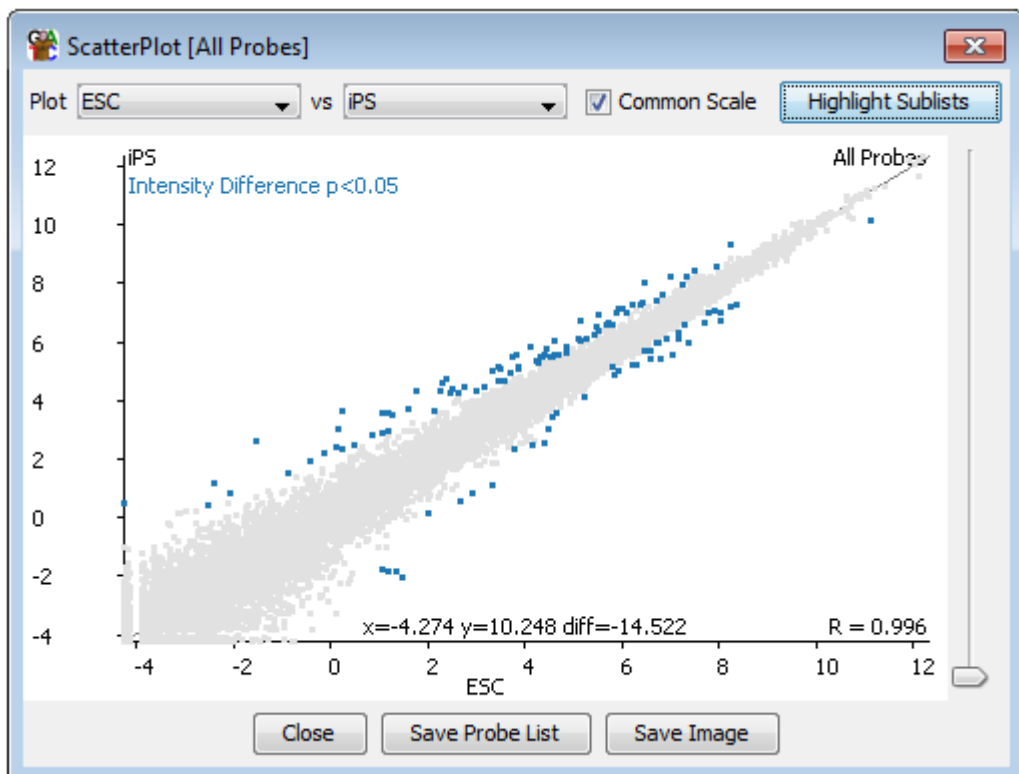 ScatterPlot [All Probes]
Plot ESC vs iPS Common Scale Highlight Sublists
iPS All Probes
Intensity Difference p<0.05
12
10
8
6
4
2
0
-2
-4
x=-4.274 y=10.248 diff=-14.522 R = 0.996
-4 -2 0 2 4 6 8 10 12
ESC
Close Save Probe List Save Image